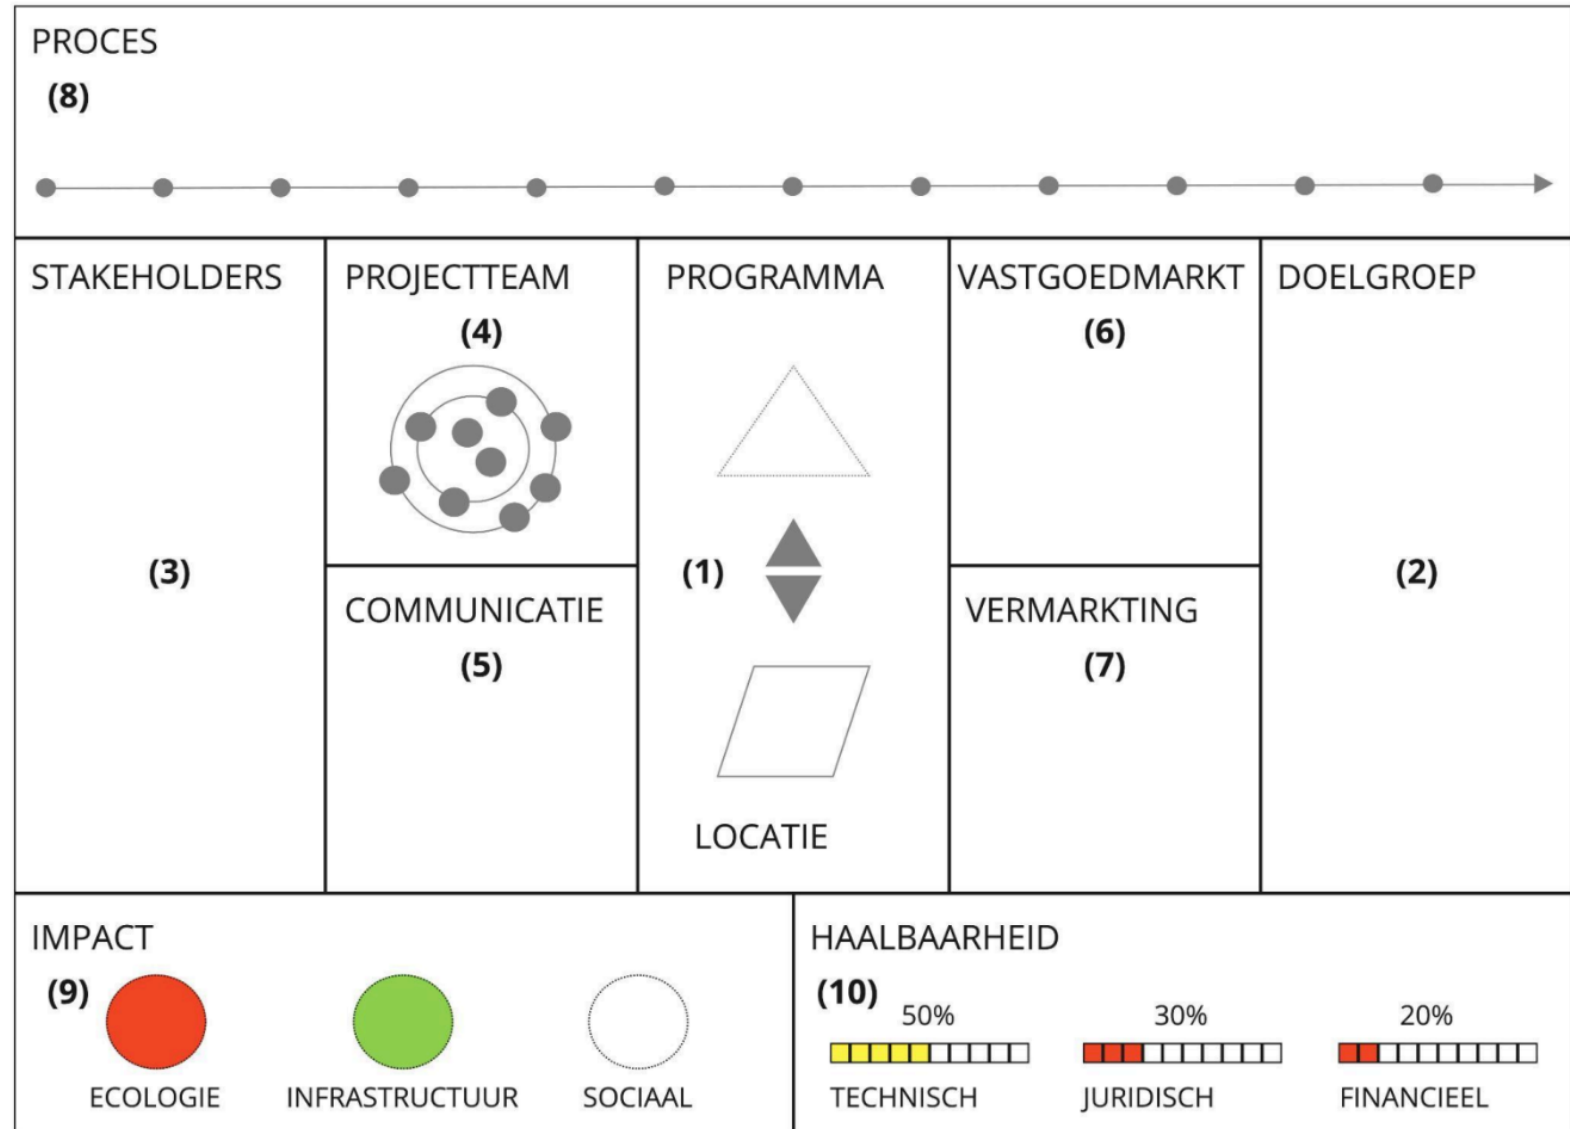 PROCES
(8)
STAKEHOLDERS
(3)
PROJECTTEAM
(4)
COMMUNICATIE
(5)
PROGRAMMA
(1)
LOCATIE
VASTGOEDMARKT
(6)
VERMARKTING
(7)
DOELGROEP
(2)
IMPACT
(9)
ECOLOGIE
INFRASTRUCTUUR
SOCIAAL
HAALBAARHEID
(10)
50%
30%
20%
TECHNISCH
JURIDISCH
FINANCIEEL